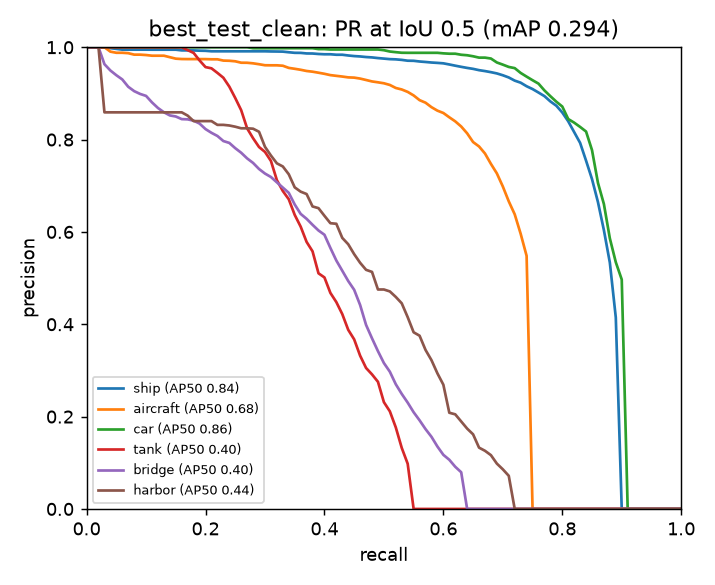 best_test_clean: PR at IoU 0.5 (mAP 0.294)
1.0
0.8
0.6
0.4
0.2
0.0
precision
ship (AP50 0.84)
aircraft (AP50 0.68)
car (AP50 0.86)
tank (AP50 0.40)
bridge (AP50 0.40)
harbor (AP50 0.44)
0.0 0.2 0.4 0.6 0.8 1.0
recall